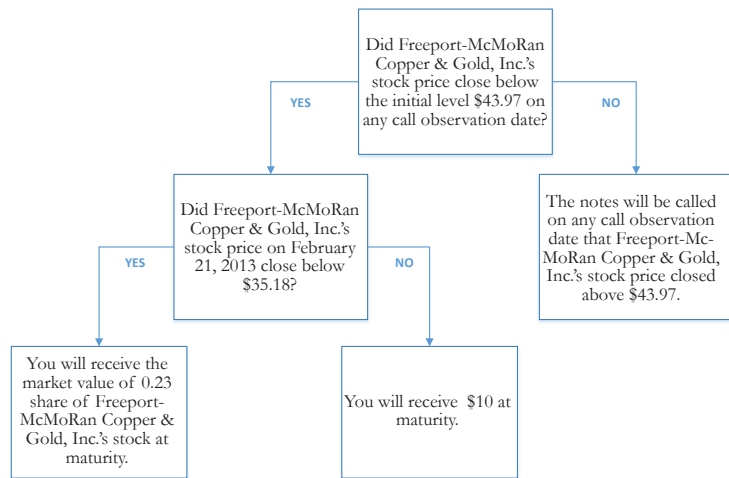 Did Freeport-McMoRan
Copper & Gold, Inc.'s
stock price close below
the initial level $43.97 on
any call observation date?
YES
NO
Did Freeport-McMoRan
Copper & Gold, Inc.'s
stock price on February
21, 2013 close below
$35.18?
The notes will be called
on any call observation
date that Freeport-Mc-
MoRan Copper & Gold,
Inc.'s stock price closed
above $43.97.
YES
NO
You will receive the
market value of 0.23
share of Freeport-
McMoRan Copper &
Gold, Inc.'s stock at
maturity.
You will receive $10 at
maturity.